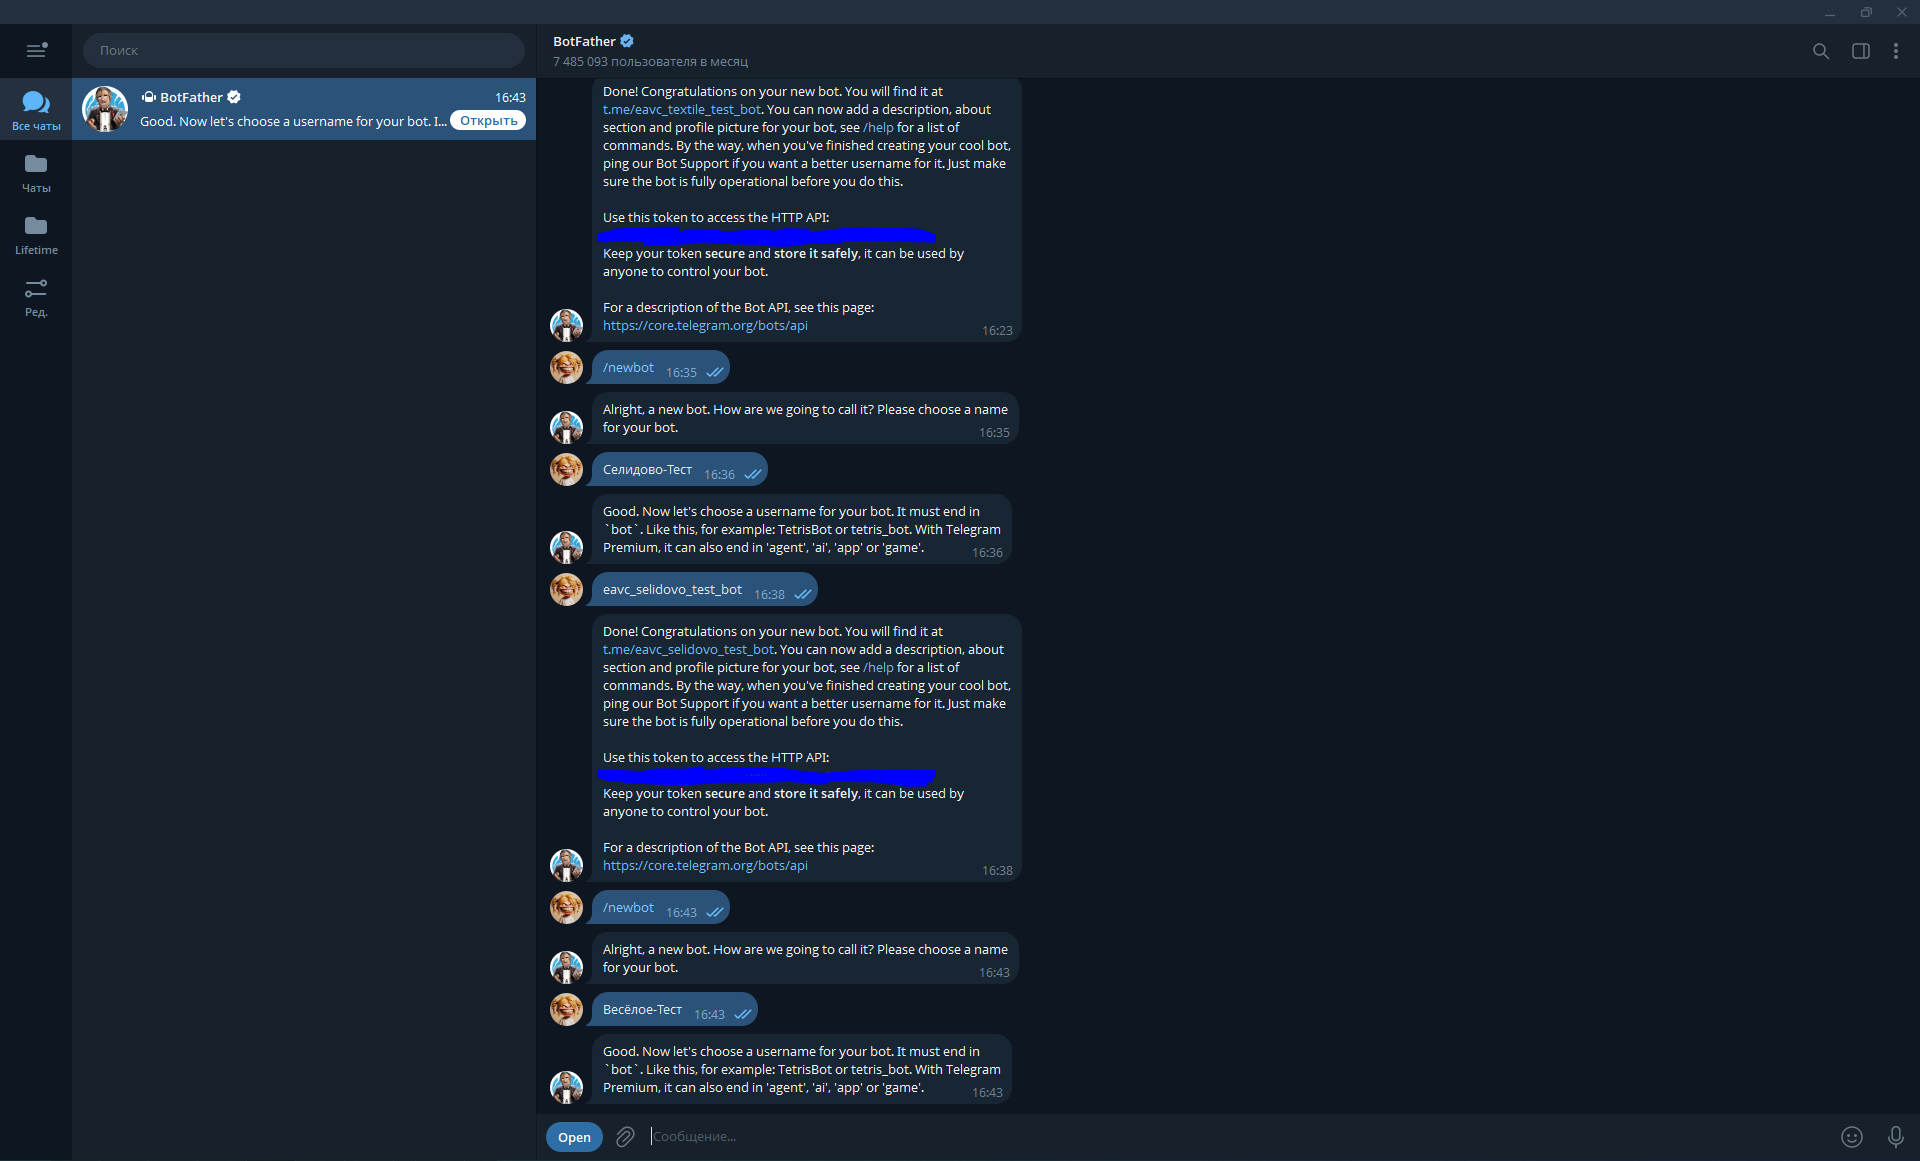 Поиск
Все чаты
Чаты
Lifetime
Ред.
BotFather
16:43
Good. Now let's choose a username for your bot. I...
Открыть
BotFather
7 485 093 пользователя в месяц
Done! Congratulations on your new bot. You will find it at
t.me/eavc_textile_test_bot. You can now add a description, about
section and profile picture for your bot, see /help for a list of
commands. By the way, when you've finished creating your cool bot,
ping our Bot Support if you want a better username for it. Just make
sure the bot is fully operational before you do this.
Use this token to access the HTTP API:
Keep your token secure and store it safely, it can be used by
anyone to control your bot.
For a description of the Bot API, see this page:
https://core.telegram.org/bots/api
16:23
/newbot 16:35
Alright, a new bot. How are we going to call it? Please choose a name
for your bot.
16:35
Селидово-Тест 16:36
Good. Now let's choose a username for your bot. It must end in
`bot`. Like this, for example: TetrisBot or tetris_bot. With Telegram
Premium, it can also end in 'agent', 'ai', 'app' or 'game'.
16:36
eavc_selidovo_test_bot 16:38
Done! Congratulations on your new bot. You will find it at
t.me/eavc_selidovo_test_bot. You can now add a description, about
section and profile picture for your bot, see /help for a list of
commands. By the way, when you've finished creating your cool bot,
ping our Bot Support if you want a better username for it. Just make
sure the bot is fully operational before you do this.
Use this token to access the HTTP API:
Keep your token secure and store it safely, it can be used by
anyone to control your bot.
For a description of the Bot API, see this page:
https://core.telegram.org/bots/api
16:38
/newbot 16:43
Alright, a new bot. How are we going to call it? Please choose a name
for your bot.
16:43
Весёлое-Тест 16:43
Good. Now let's choose a username for your bot. It must end in
`bot`. Like this, for example: TetrisBot or tetris_bot. With Telegram
Premium, it can also end in 'agent', 'ai', 'app' or 'game'.
16:43
Open
Сообщение...